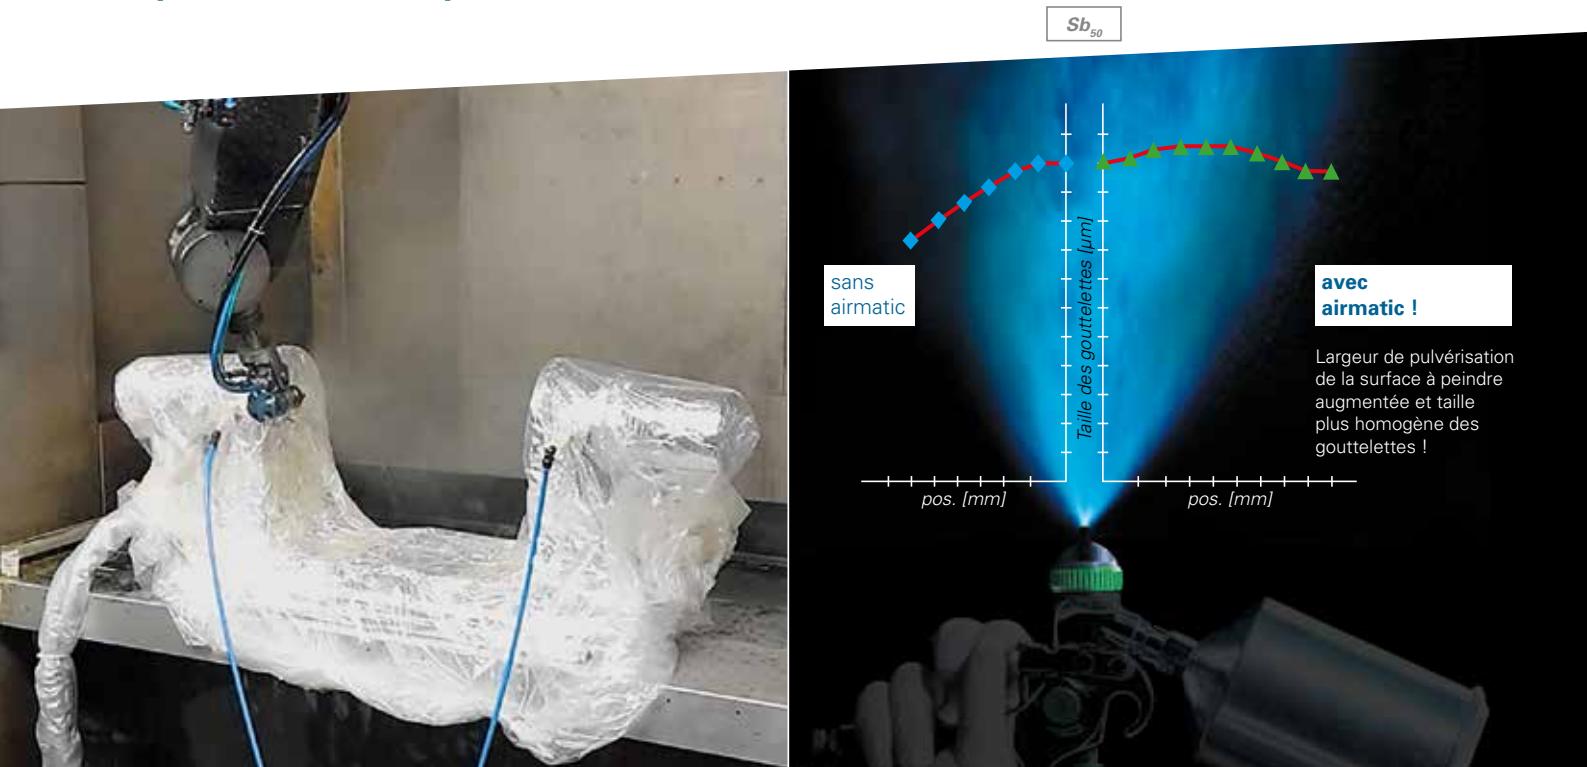 Sb50
sans
airmatic
Taille des gouttelettes [µm]
avec
airmatic !
Largeur de pulvérisation
de la surface à peindre
augmentée et taille
plus homogène des
gouttelettes !
pos. [mm]
pos. [mm]